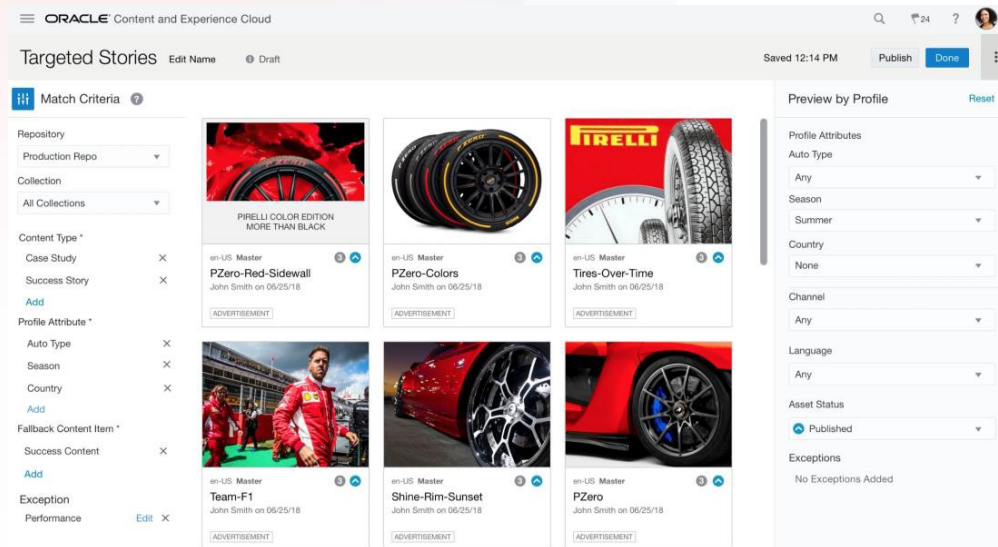 ORACLE Content and Experience Cloud
24
?
Targeted Stories Edit Name Draft
Saved 12:14 PM Publish Done
Match Criteria ?
Repository
Production Repo
Collection
All Collections
Content Type *
Case Study
Success Story
Add
Profile Attribute *
Auto Type
Season
Country
Add
Fallback Content Item *
Success Content
Add
Exception
Performance Edit
PIRELLI COLOR EDITION
MORE THAN BLACK
en-US Master 3
PZero-Red-Sidewall
John Smith on 06/25/18
ADVERTISEMENT
P ZERO
en-US Master 3
PZero-Colors
John Smith on 06/25/18
ADVERTISEMENT
PIRELLI
en-US Master 3
Tires-Over-Time
John Smith on 06/25/18
ADVERTISEMENT
en-US Master 3
Team-F1
John Smith on 06/25/18
ADVERTISEMENT
en-US Master 3
Shine-Rim-Sunset
John Smith on 06/25/18
ADVERTISEMENT
en-US Master 3
PZero
John Smith on 06/25/18
ADVERTISEMENT
Preview by Profile Reset
Profile Attributes
Auto Type
Any
Season
Summer
Country
None
Channel
Any
Language
Any
Asset Status
Published
Exceptions
No Exceptions Added